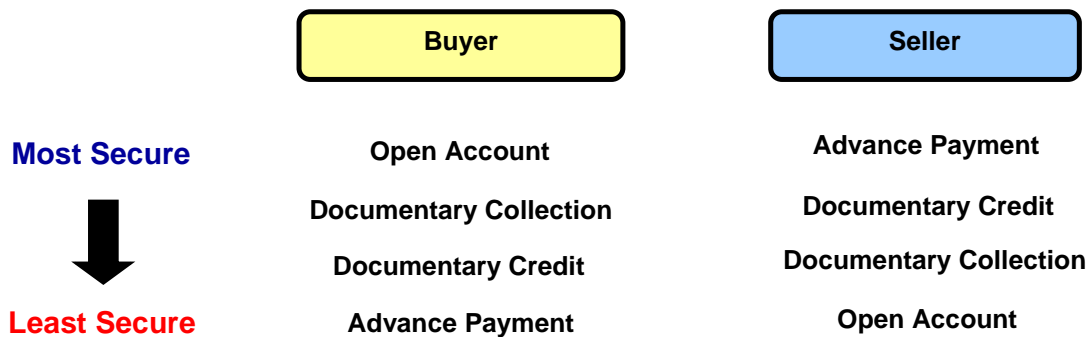 Buyer
Seller
Most Secure
Open Account
Advance Payment
Documentary Collection
Documentary Credit
Documentary Credit
Documentary Collection
Least Secure
Advance Payment
Open Account